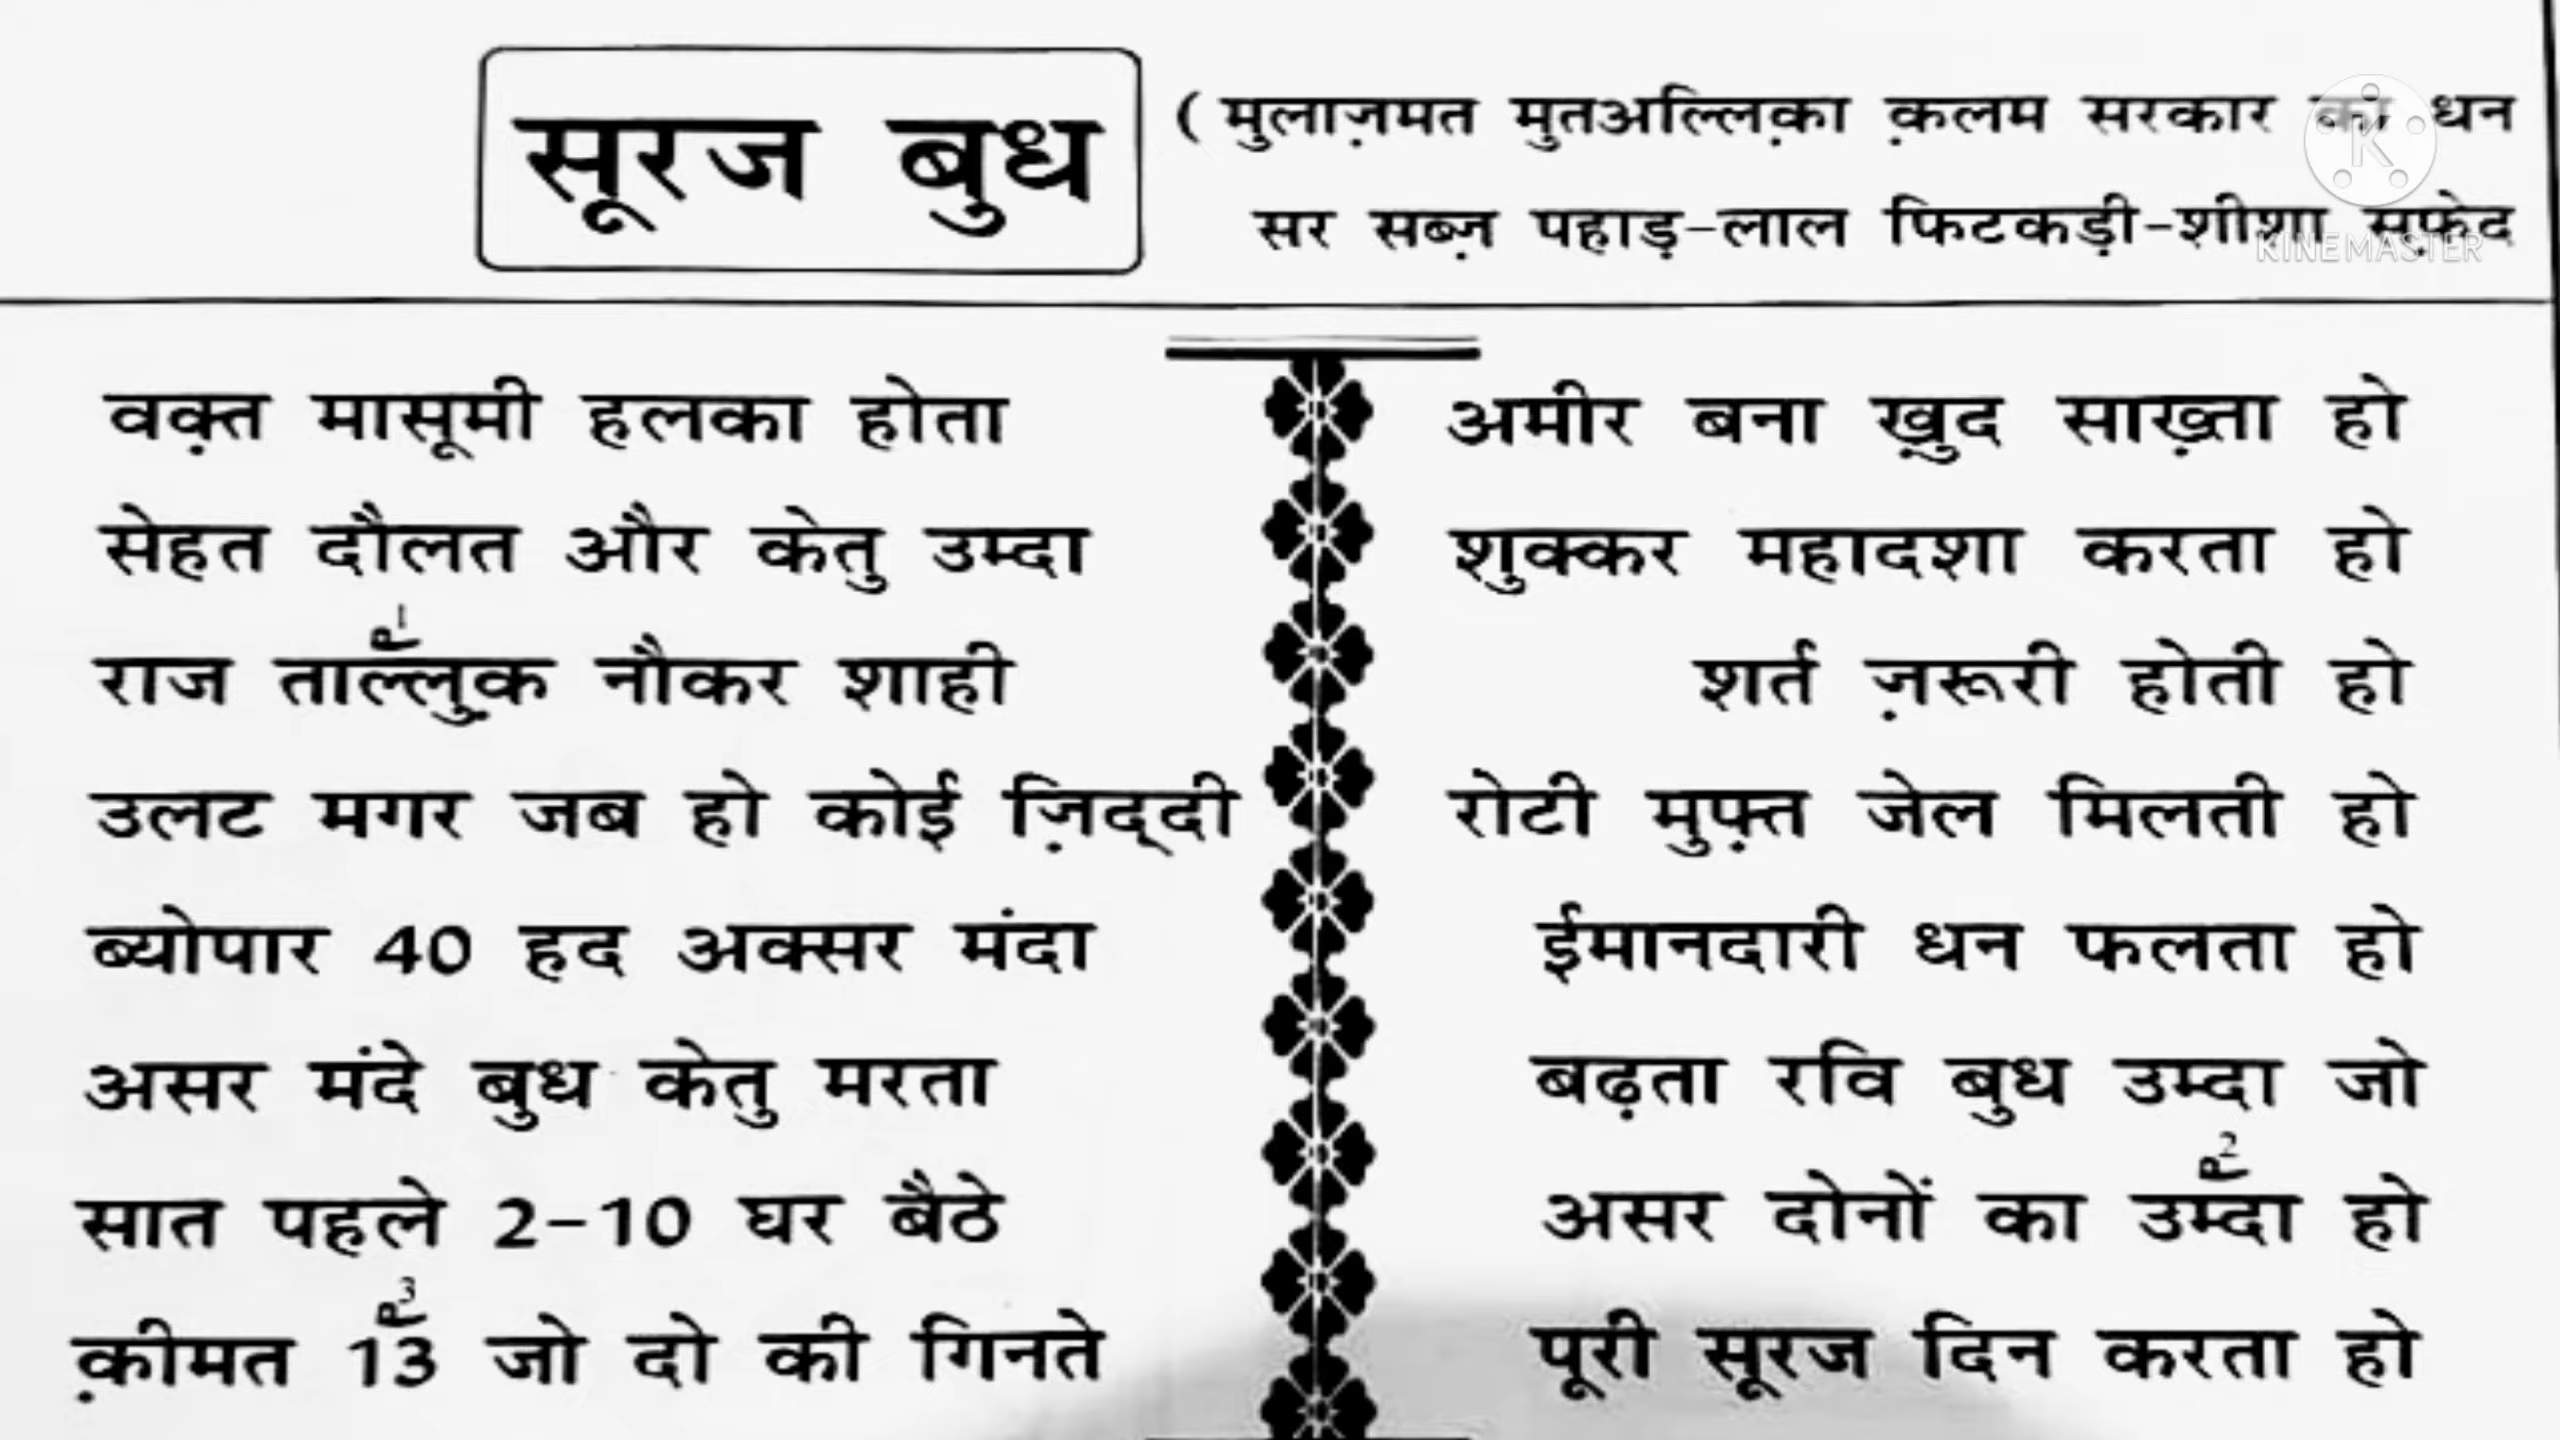 सूरज बुध
( मुलाज़मत मुतअल्लिक़ा क़लम सरकार का धन
सर सब्ज़ पहाड़-लाल फिटकड़ी-शीशा सफ़ेद
KINEMASTER
वक़्त मासूमी हलका होता अमीर बना ख़ुद साख़्ता हो
सेहत दौलत और केतु उम्दा शुक्कर महादशा करता हो
राज ताल्लुक़ नौकर शाही शर्त ज़रूरी होती हो
उलट मगर जब हो कोई ज़िद्दी रोटी मुफ़्त जेल मिलती हो
ब्योपार 40 हद अक्सर मंदा ईमानदारी धन फलता हो
असर मंदे बुध केतु मरता बढ़ता रवि बुध उम्दा जो
सात पहले 2-10 घर बैठे असर दोनों का उम्दा हो
क़ीमत 13 जो दो की गिनते पूरी सूरज दिन करता हो